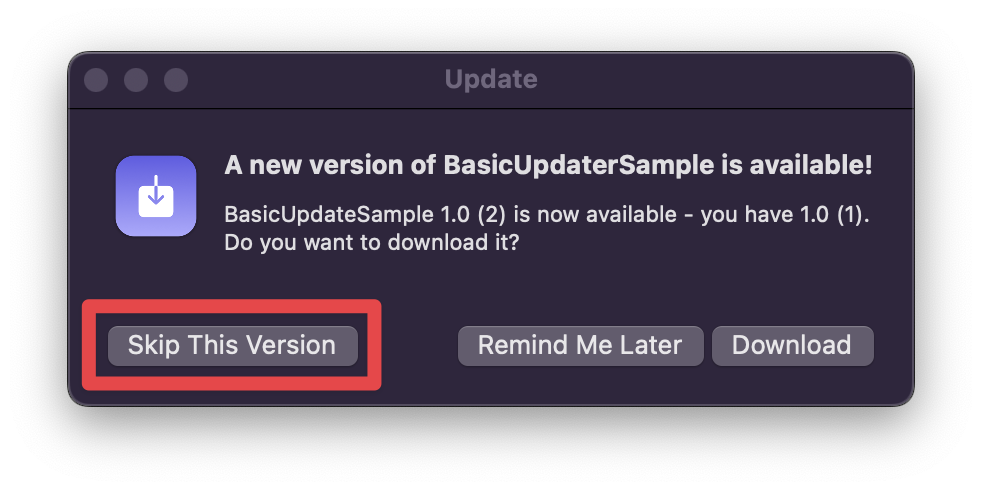 Update
A new version of BasicUpdaterSample is available!
BasicUpdateSample 1.0 (2) is now available - you have 1.0 (1).
Do you want to download it?
Skip This Version
Remind Me Later
Download